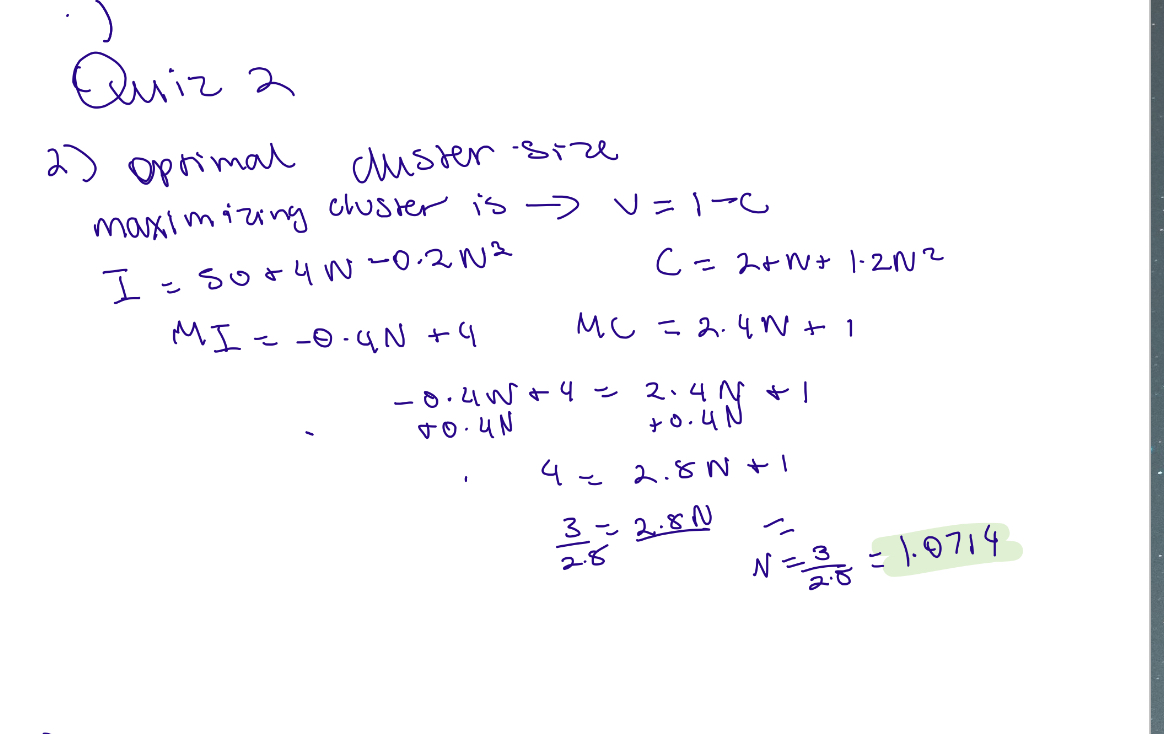 Quiz 2
2) optimal cluster size
maximizing cluster is → V = 1 - C
I = 50 + 4N - 0.2N² C = 2 + N + 1.2N²
MI = -0.4N + 4 MC = 2.4N + 1
-0.4N + 4 = 2.4N + 1
+0.4N +0.4N
4 = 2.8N + 1
3/2.8 = 2.8N =
N = 3/2.8 = 1.0714